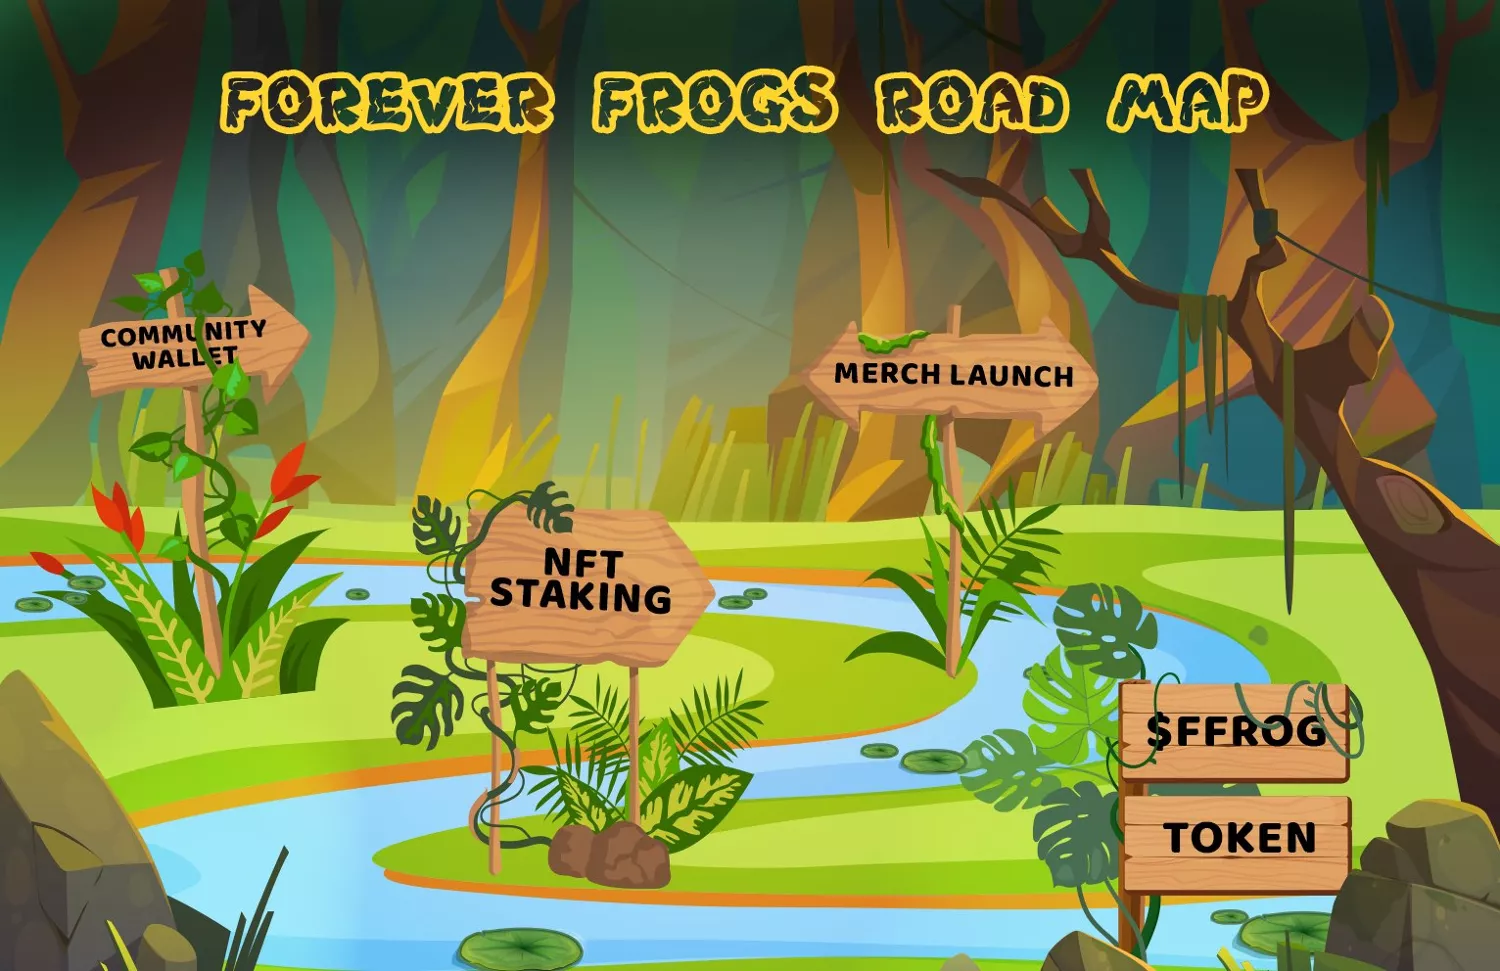 FOREVER FROGS ROAD MAP
COMMUNITY
WALLET
MERCH LAUNCH
NFT
STAKING
$FFROG
TOKEN